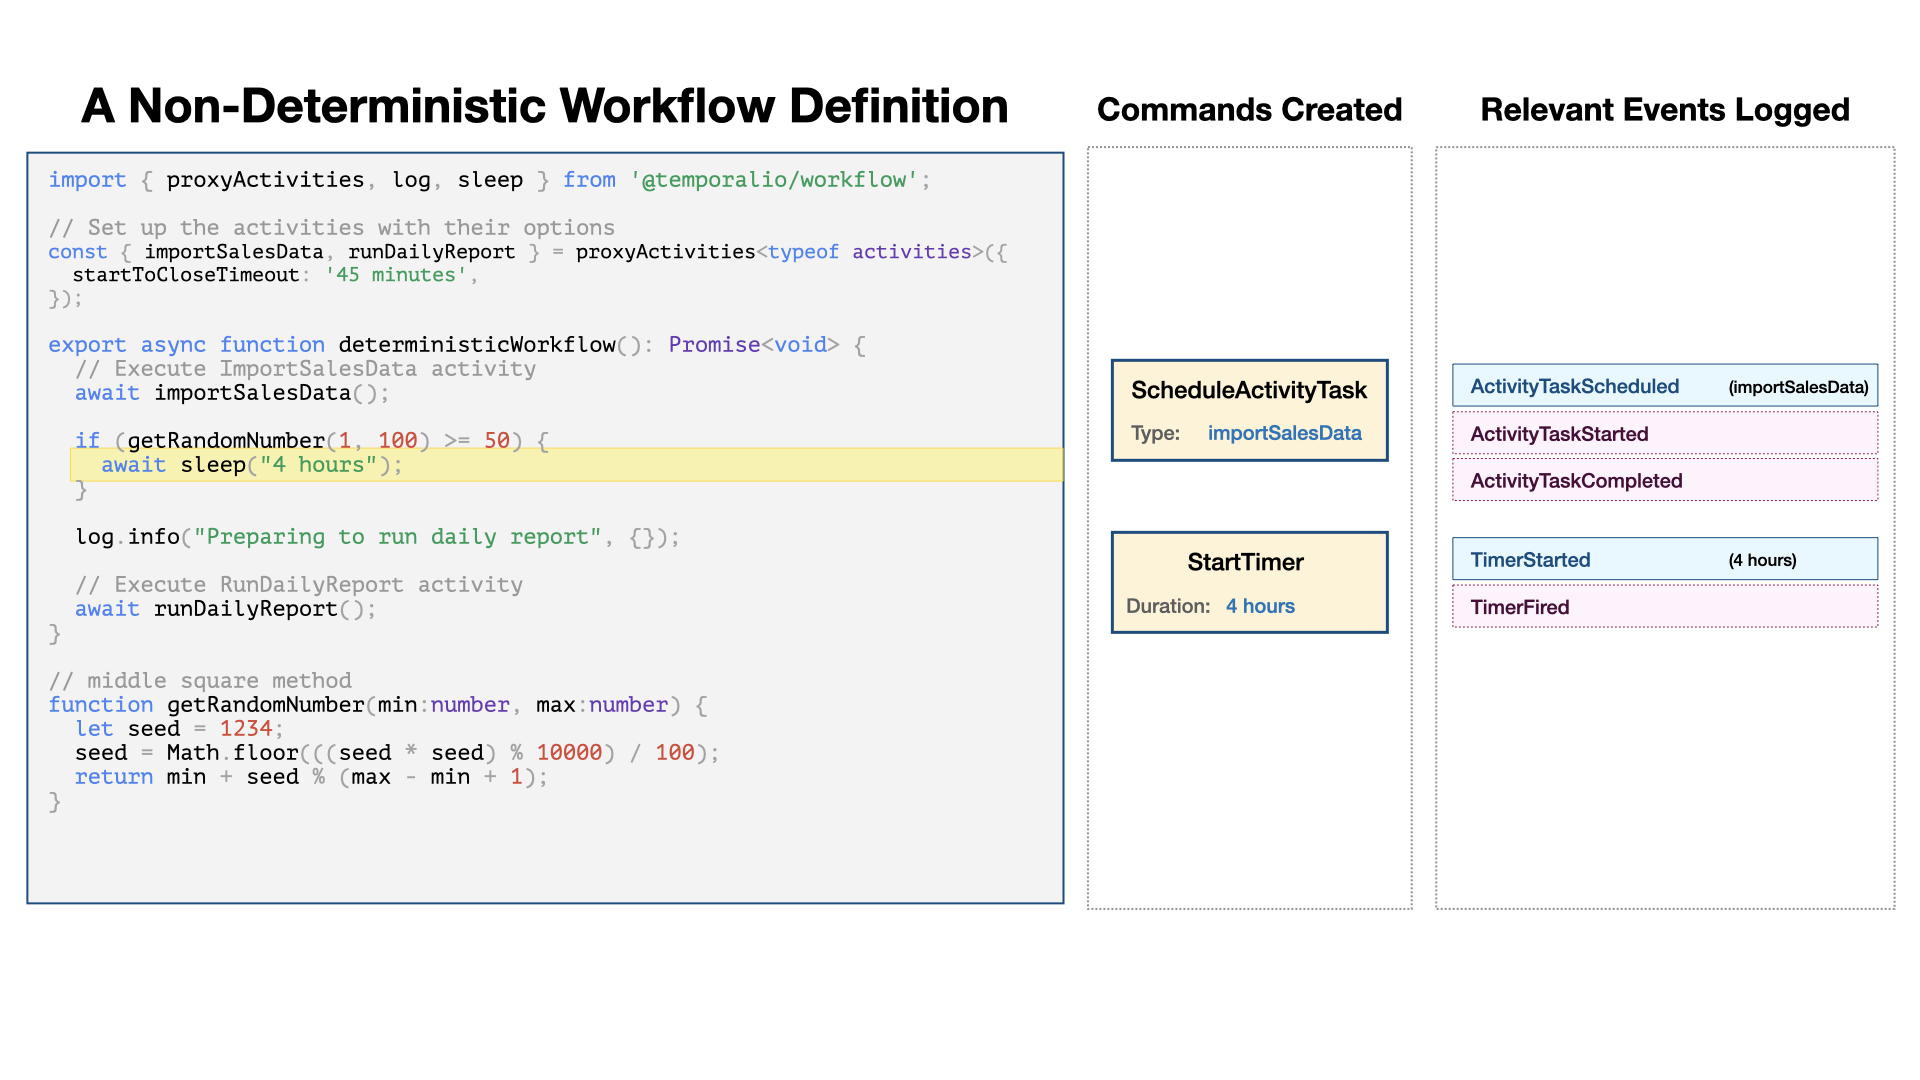 A Non-Deterministic Workflow Definition
import { proxyActivities, log, sleep } from '@temporalio/workflow';
// Set up the activities with their options
const { importSalesData, runDailyReport } = proxyActivities<typeof activities>({
  startToCloseTimeout: '45 minutes',
});
export async function deterministicWorkflow(): Promise<void> {
  // Execute ImportSalesData activity
  await importSalesData();
  if (getRandomNumber(1, 100) >= 50) {
    await sleep("4 hours");
  }
  log.info("Preparing to run daily report", {});
  // Execute RunDailyReport activity
  await runDailyReport();
}
// middle square method
function getRandomNumber(min:number, max:number) {
  let seed = 1234;
  seed = Math.floor(((seed * seed) % 10000) / 100);
  return min + seed % (max - min + 1);
}
Commands Created
ScheduleActivityTask
Type: importSalesData
StartTimer
Duration: 4 hours
Relevant Events Logged
ActivityTaskScheduled (importSalesData)
ActivityTaskStarted
ActivityTaskCompleted
TimerStarted (4 hours)
TimerFired